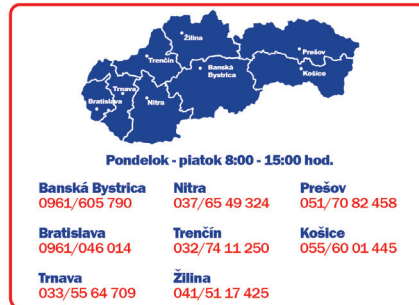 Žilina
Prešov
Trenčín
Banská
Bystrica
Košice
Trnava
Nitra
Bratislava
Pondelok - piatok 8:00 - 15:00 hod.
Banská Bystrica
0961/605 790
Nitra
037/65 49 324
Prešov
051/70 82 458
Bratislava
0961/046 014
Trenčín
032/74 11 250
Košice
055/60 01 445
Trnava
033/55 64 709
Žilina
041/51 17 425